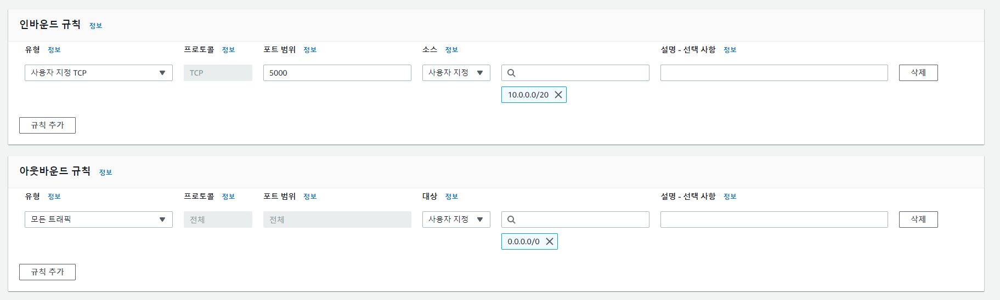 인바운드 규칙 정보
유형 정보 프로토콜 정보 포트 범위 정보 소스 정보 설명 - 선택 사항 정보
사용자 지정 TCP TCP 5000 사용자 지정 삭제
10.0.0.0/20
규칙 추가
아웃바운드 규칙 정보
유형 정보 프로토콜 정보 포트 범위 정보 대상 정보 설명 - 선택 사항 정보
모든 트래픽 전체 전체 사용자 지정 삭제
0.0.0.0/0
규칙 추가